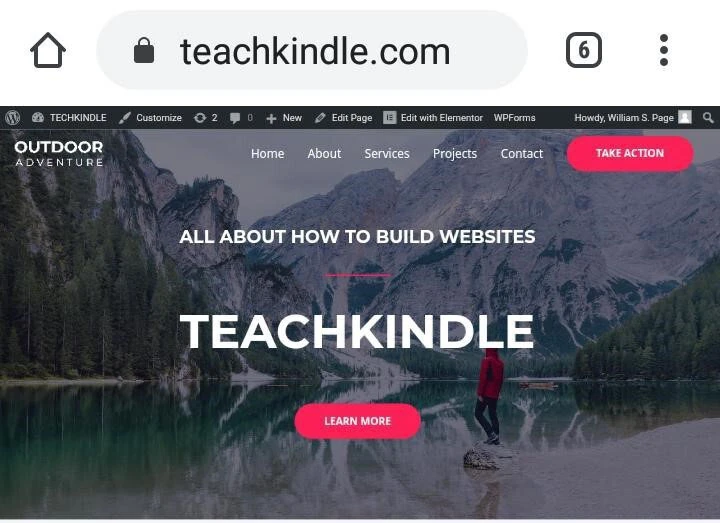 teachkindle.com
6
TECHKINDLE Customize 2 0 New Edit Page Edit with Elementor WPForms Howdy, William S. Page
OUTDOOR
ADVENTURE
Home About Services Projects Contact TAKE ACTION
ALL ABOUT HOW TO BUILD WEBSITES
TEACHKINDLE
LEARN MORE